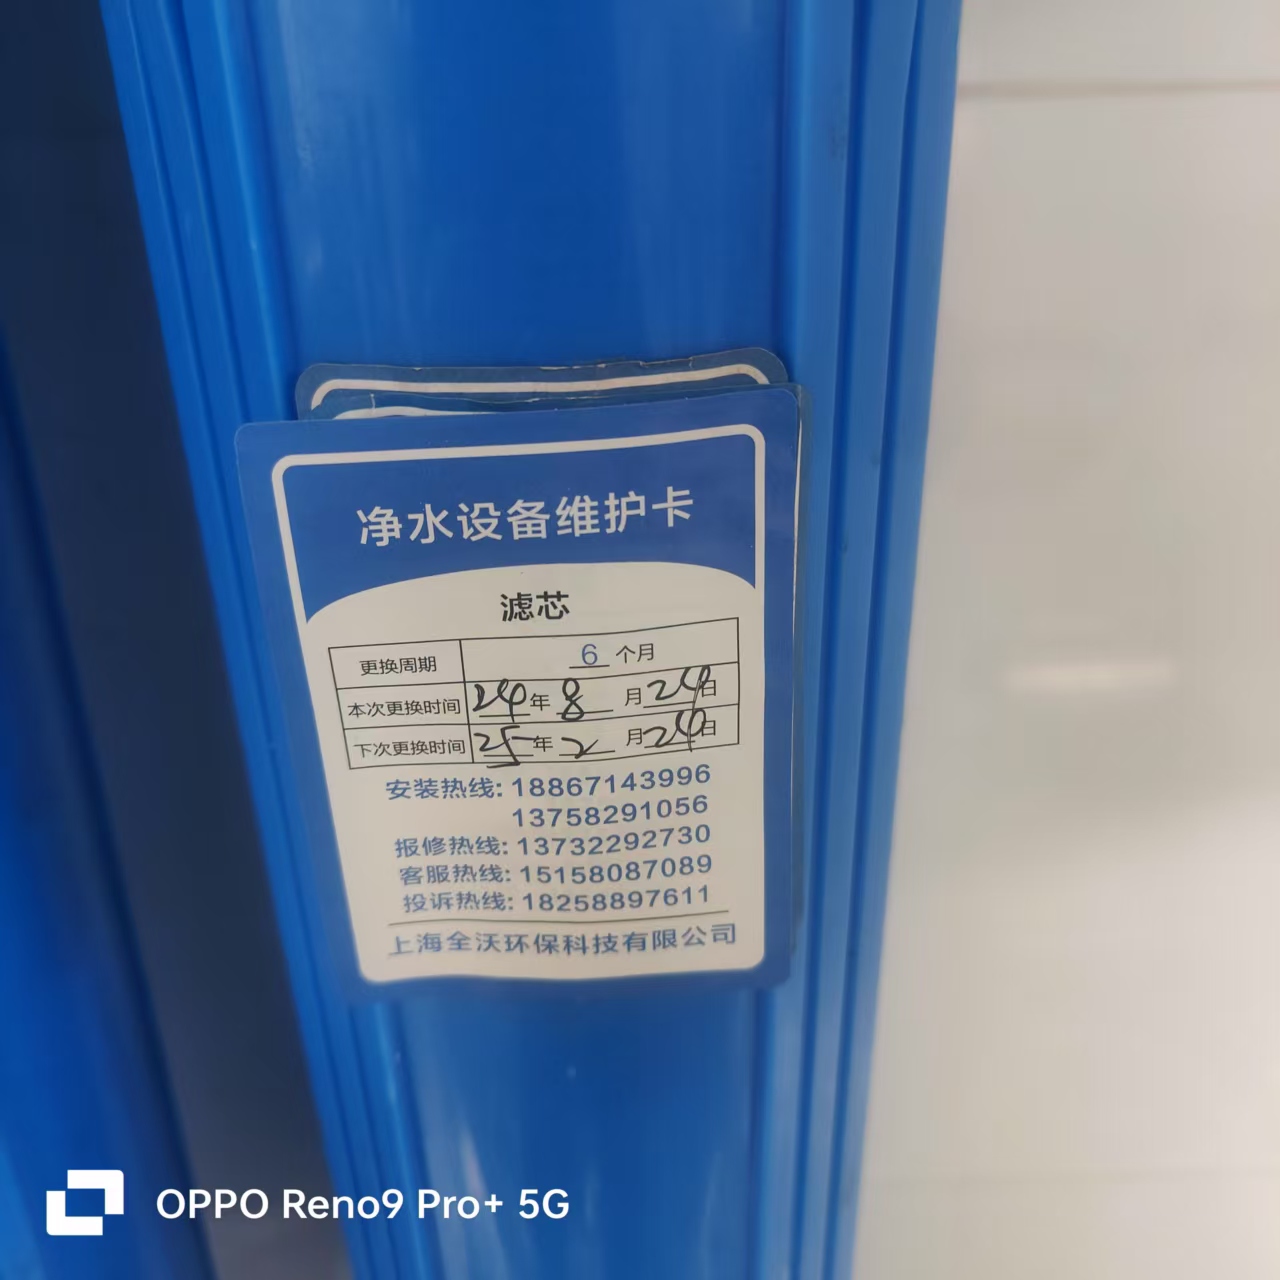 净水设备维护卡
滤芯
更换周期 6 个月
本次更换时间 24年 8 月 24日
下次更换时间 25年 2 月 24日
安装热线: 18867143996
13758291056
报修热线: 13732292730
客服热线: 15158087089
投诉热线: 18258897611
上海全沃环保科技有限公司
OPPO Reno9 Pro+ 5G